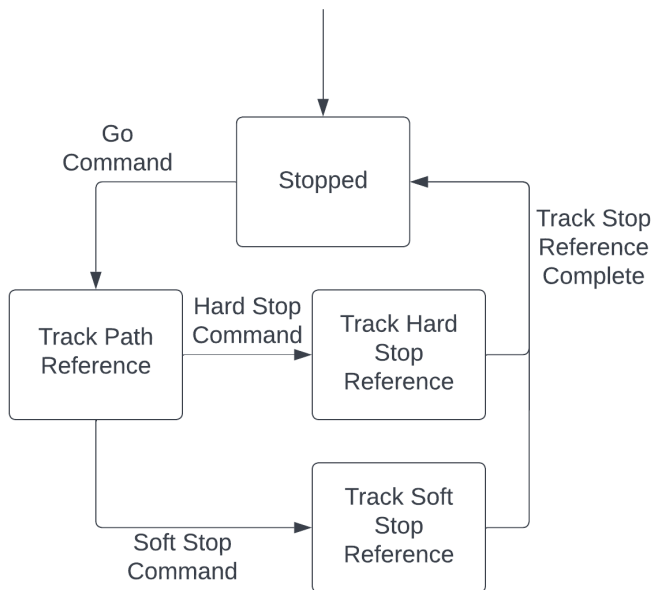 Go
Command
Stopped
Track Stop
Reference
Complete
Track Path
Reference
Hard Stop
Command
Track Hard
Stop
Reference
Track Soft
Stop
Reference
Soft Stop
Command